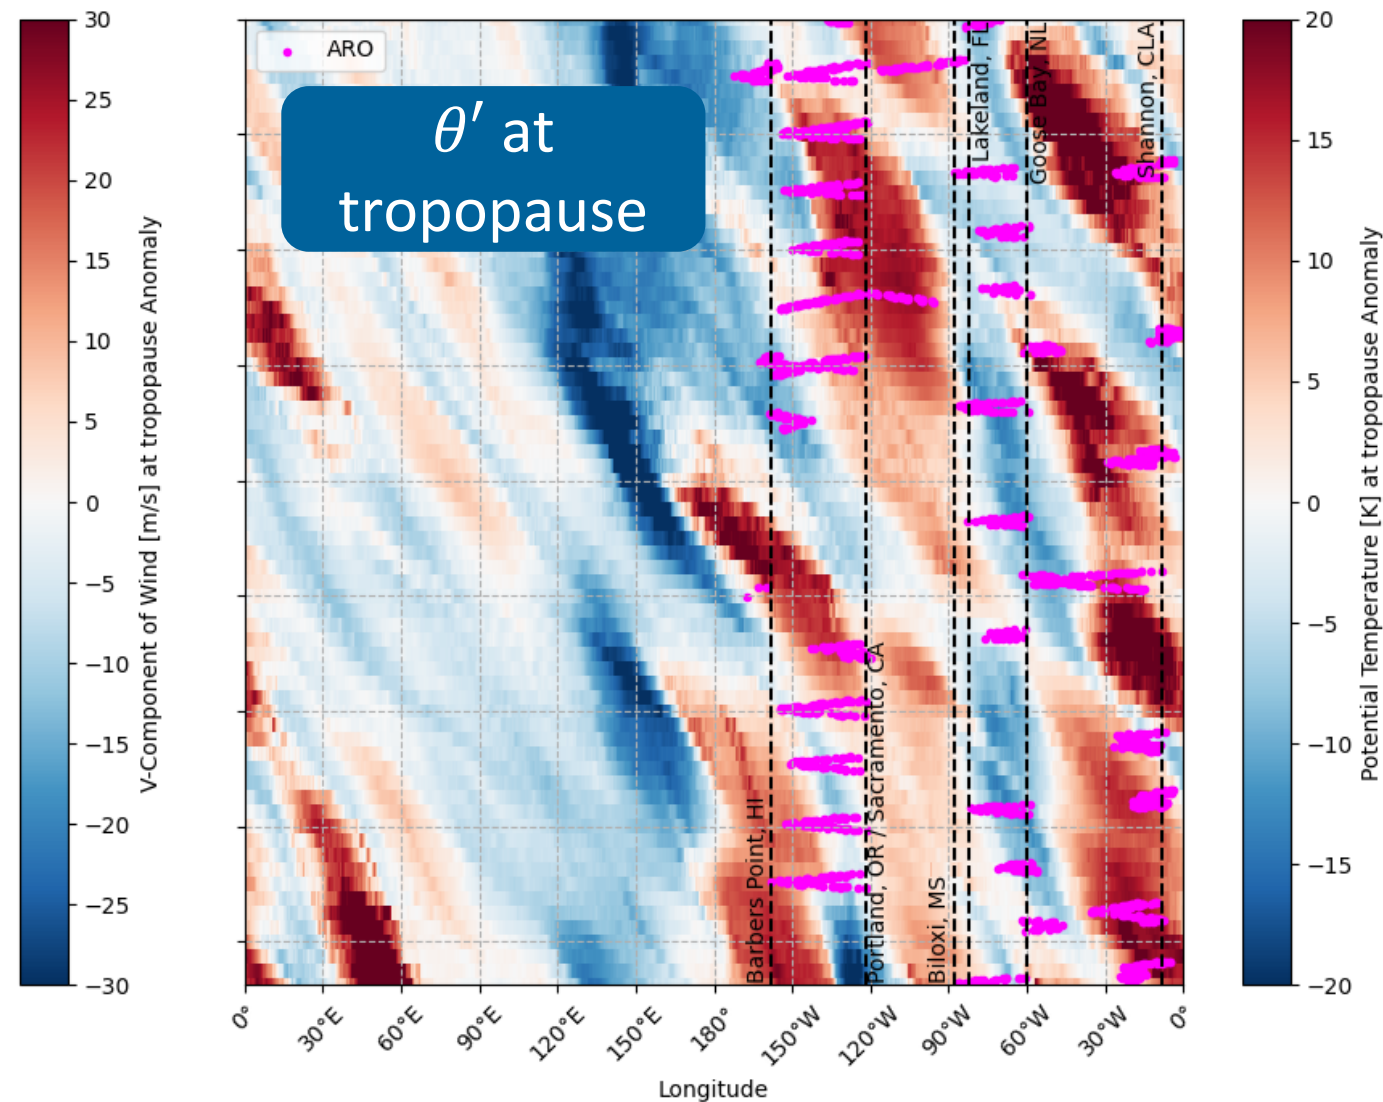 30
25
20
15
10
5
0
−5
−10
−15
−20
−25
−30
V-Component of Wind [m/s] at tropopause Anomaly
ARO
θ′ at
tropopause
Barbers Point, HI
Portland, OR / Sacramento, CA
Biloxi, MS
Lakeland, FL
Goose Bay, NL
Shannon, CLA
0°
30°E
60°E
90°E
120°E
150°E
180°
150°W
120°W
90°W
60°W
30°W
0°
Longitude
20
15
10
5
0
−5
−10
−15
−20
Potential Temperature [K] at tropopause Anomaly